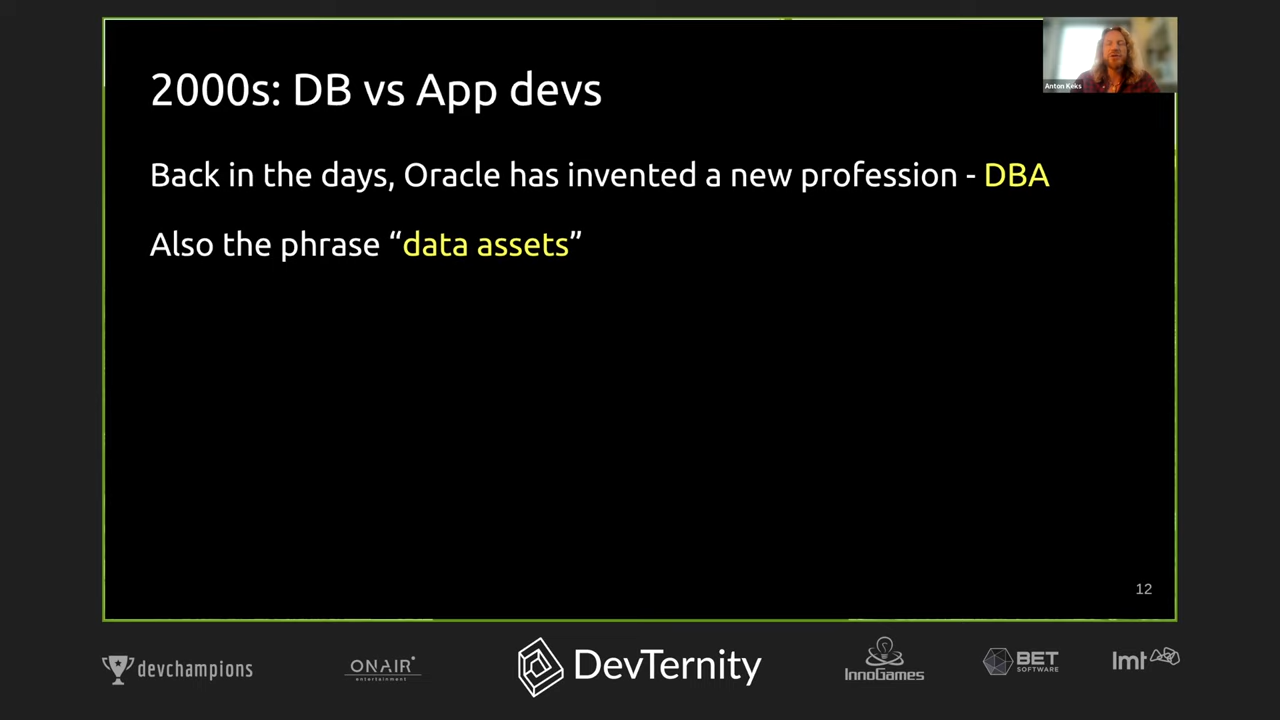 2000s: DB vs App devs
Anton Keks
Back in the days, Oracle has invented a new profession - DBA
Also the phrase “data assets”
12
devchampions
ONAIR
entertainment
DevTernity
InnoGames
BET
SOFTWARE
lmt